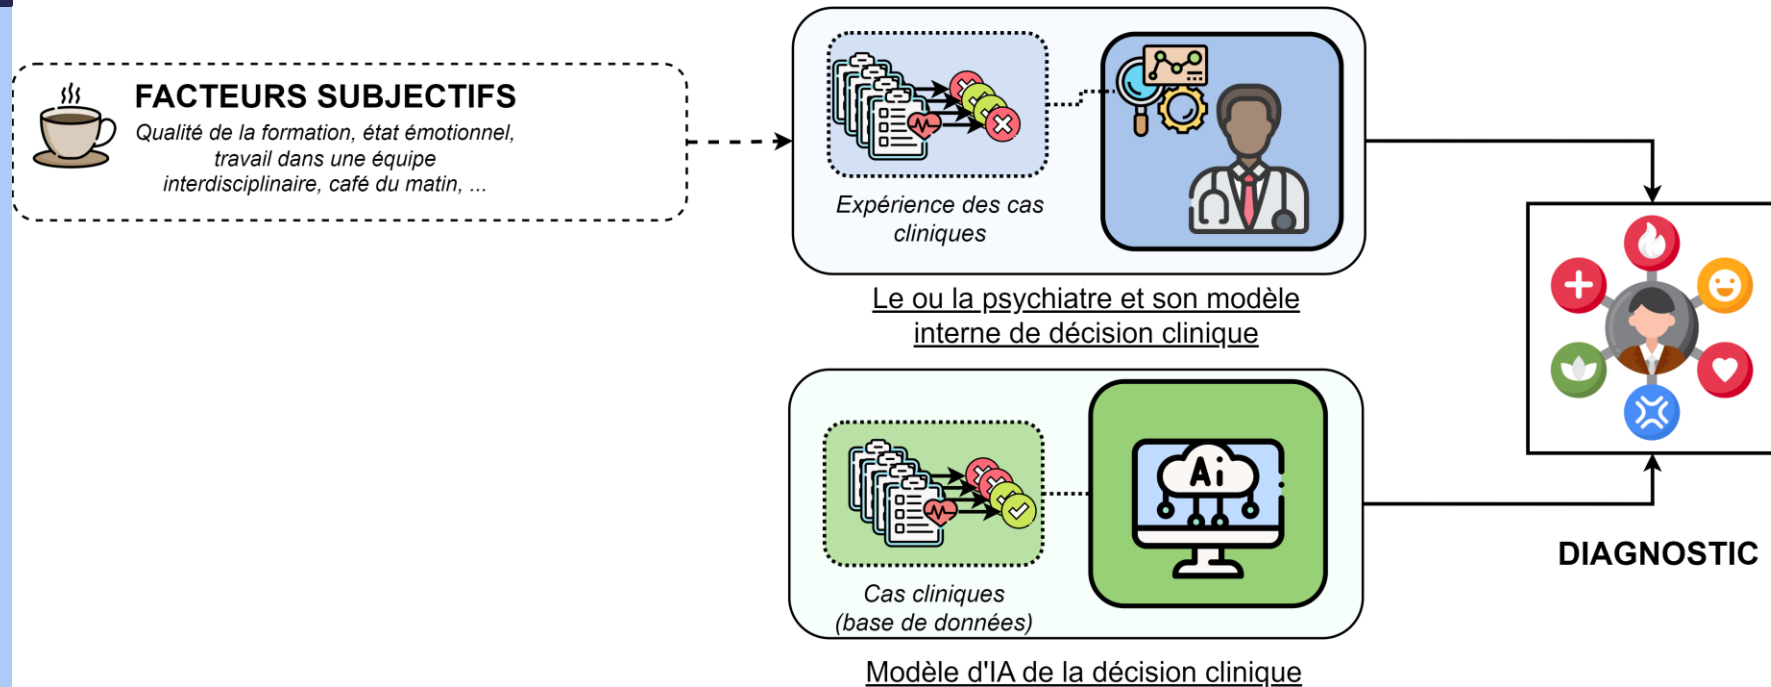 FACTEURS SUBJECTIFS
Qualité de la formation, état émotionnel,
travail dans une équipe
interdisciplinaire, café du matin, ...
Expérience des cas
cliniques
Le ou la psychiatre et son modèle
interne de décision clinique
Ai
Cas cliniques
(base de données)
Modèle d'IA de la décision clinique
DIAGNOSTIC